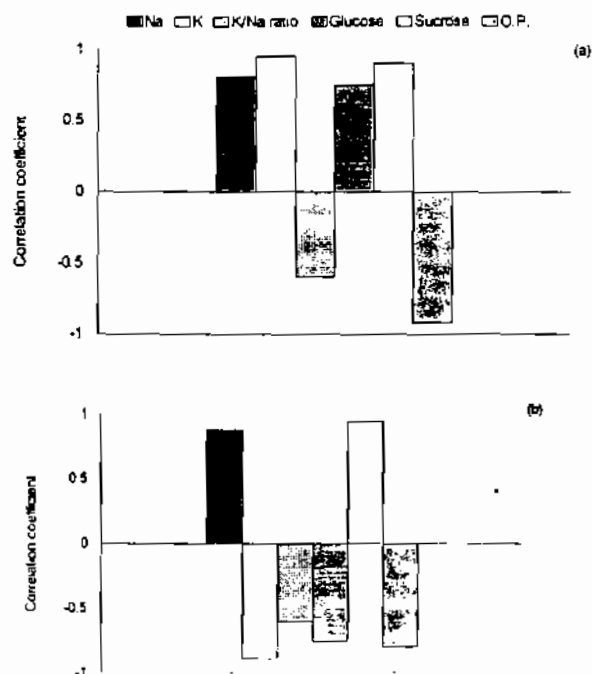 Na K K/Na ratio Glucose Sucrose O.P.
(a)
1
0.5
0
-0.5
-1
Correlation coefficient
(b)
1
0.5
0
-0.5
-1
Correlation coefficient